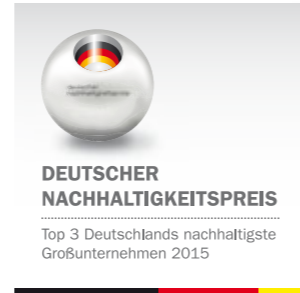 DEUTSCHER
NACHHALTIGKEITSPREIS
Top 3 Deutschlands nachhaltigste
Großunternehmen 2015